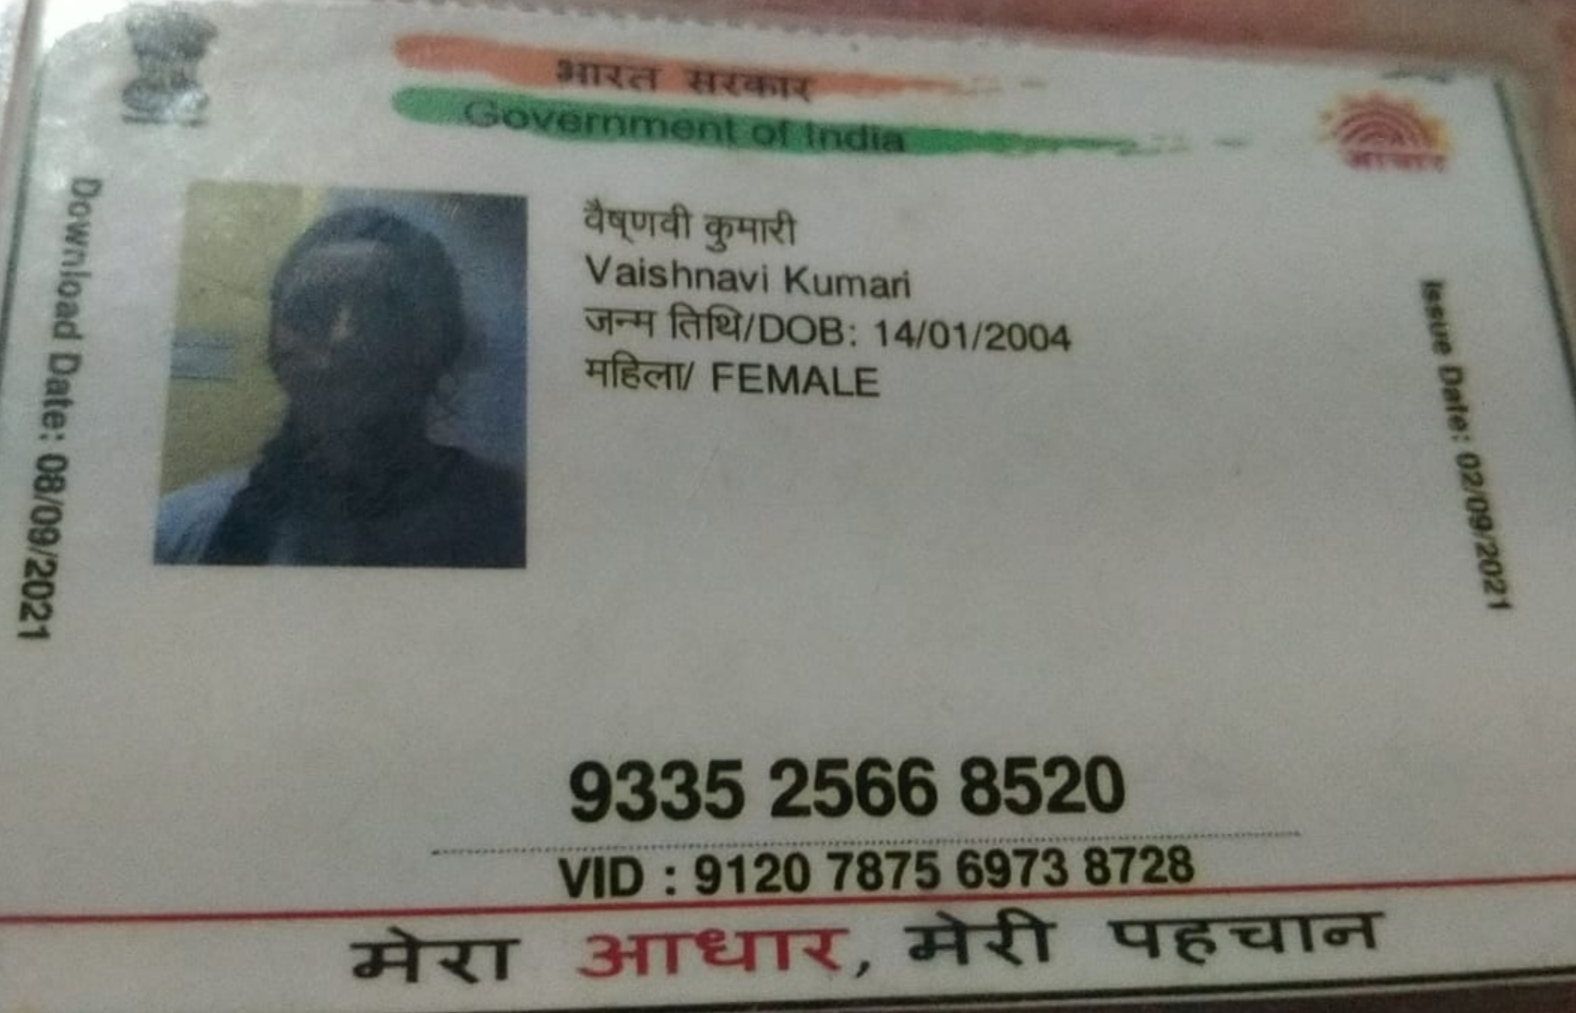 भारत सरकार
Government of India
आधार
Download Date: 08/09/2021
वैष्णवी कुमारी
Vaishnavi Kumari
जन्म तिथि/DOB: 14/01/2004
महिला/ FEMALE
Issue Date: 02/09/2021
9335 2566 8520
VID : 9120 7875 6973 8728
मेरा आधार, मेरी पहचान